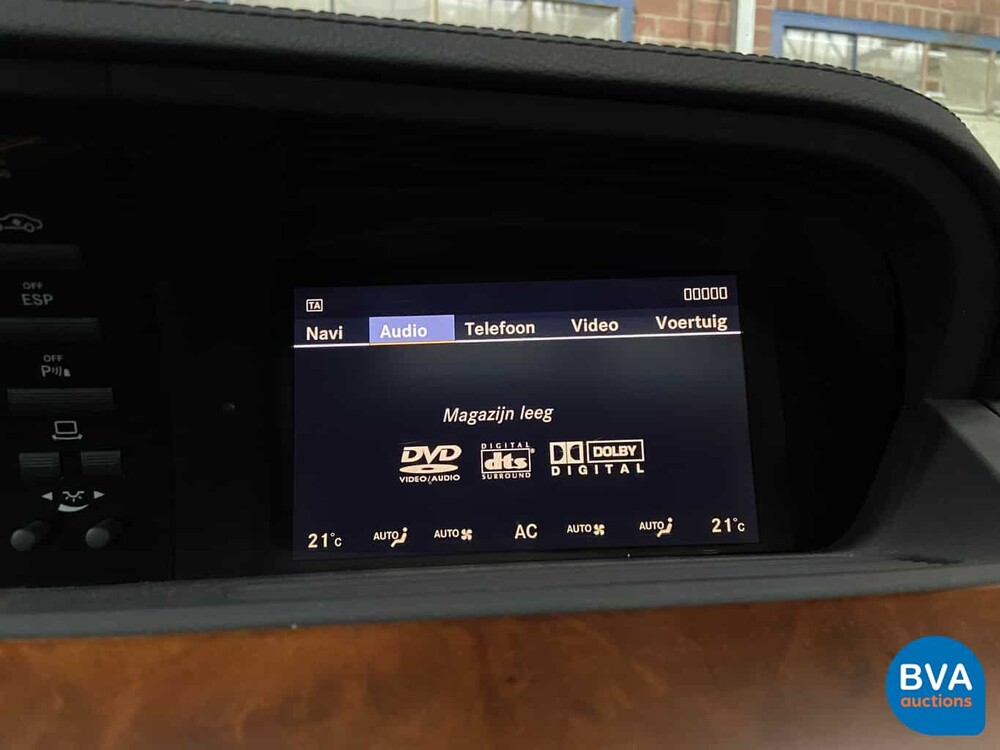 OFF
ESP
OFF
P
TA
Navi Audio Telefoon Video Voertuig
Magazijn leeg
DVD
VIDEO/AUDIO
DIGITAL
dts
SURROUND
DOLBY
DIGITAL
21°C AUTO AUTO AC AUTO AUTO 21°C
BVA
auctions